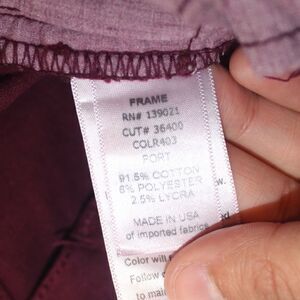 FRAME
RN# 139021
CUT# 36400
COLR403
PORT
91.5% COTTON
6% POLYESTER
2.5% LYCRA
MADE IN USA
of imported fabrics
w.
Color will
Follow
to mai